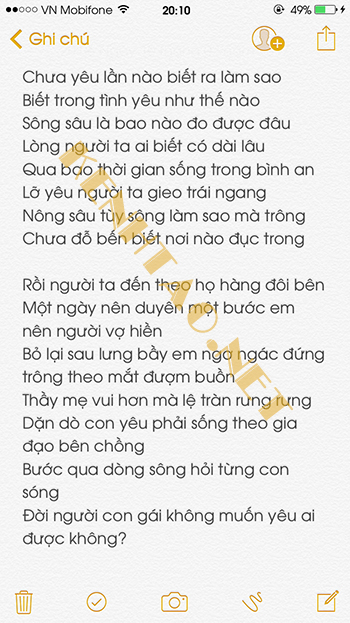 VN Mobifone 20:10 49%
Ghi chú
Chưa yêu lần nào biết ra làm sao
Biết trong tình yêu như thế nào
Sông sâu là bao nào đo được đâu
Lòng người ta ai biết có dài lâu
Qua bao thời gian sống trong bình an
Lỡ yêu người ta gieo trái ngang
Nông sâu tùy sông làm sao mà trông
Chưa đỗ bến biết nơi nào đục trong
Rồi người ta đến theo họ hàng đôi bên
Một ngày nên duyên một bước em
nên người vợ hiền
Bỏ lại sau lưng bầy em ngơ ngác đứng
trông theo mắt đượm buồn
Thầy mẹ vui hơn mà lệ tràn rưng rưng
Dặn dò con yêu phải sống theo gia
đạo bên chồng
Bước qua dòng sông hỏi từng con
sóng
Đời người con gái không muốn yêu ai
được không?
KENHTAO.NET